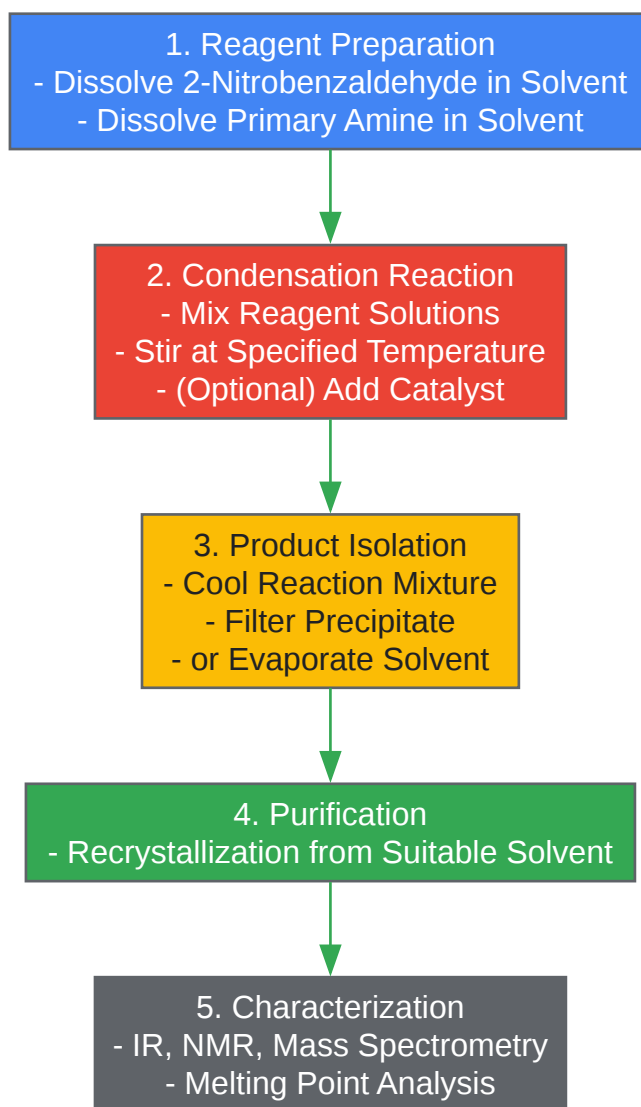 1. Reagent Preparation
- Dissolve 2-Nitrobenzaldehyde in Solvent
- Dissolve Primary Amine in Solvent
2. Condensation Reaction
- Mix Reagent Solutions
- Stir at Specified Temperature
- (Optional) Add Catalyst
3. Product Isolation
- Cool Reaction Mixture
- Filter Precipitate
- or Evaporate Solvent
4. Purification
- Recrystallization from Suitable Solvent
5. Characterization
- IR, NMR, Mass Spectrometry
- Melting Point Analysis